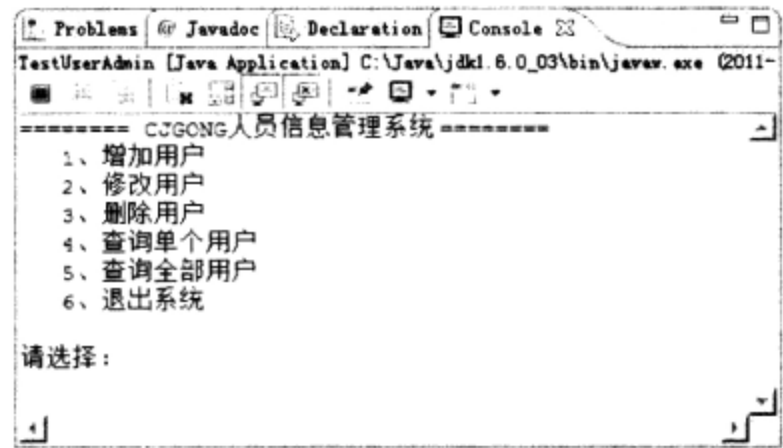 Problems @ Javadoc Declaration Console
TestUserAdmin [Java Application] C:\Java\jdk1.6.0_03\bin\javaw.exe (2011-
======== CJGONG人员信息管理系统========
1、增加用户
2、修改用户
3、删除用户
4、查询单个用户
5、查询全部用户
6、退出系统
请选择：